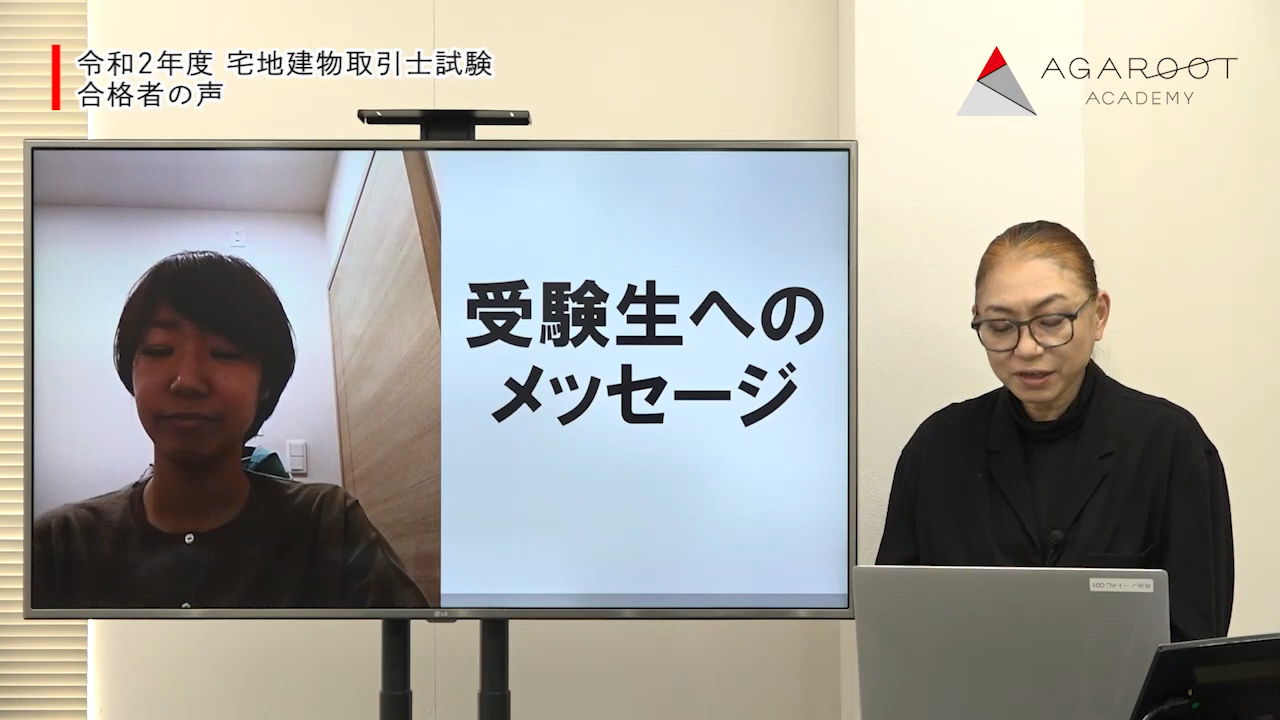 令和2年度 宅地建物取引士試験
合格者の声
AGAROOT
ACADEMY
受験生への
メッセージ
LG